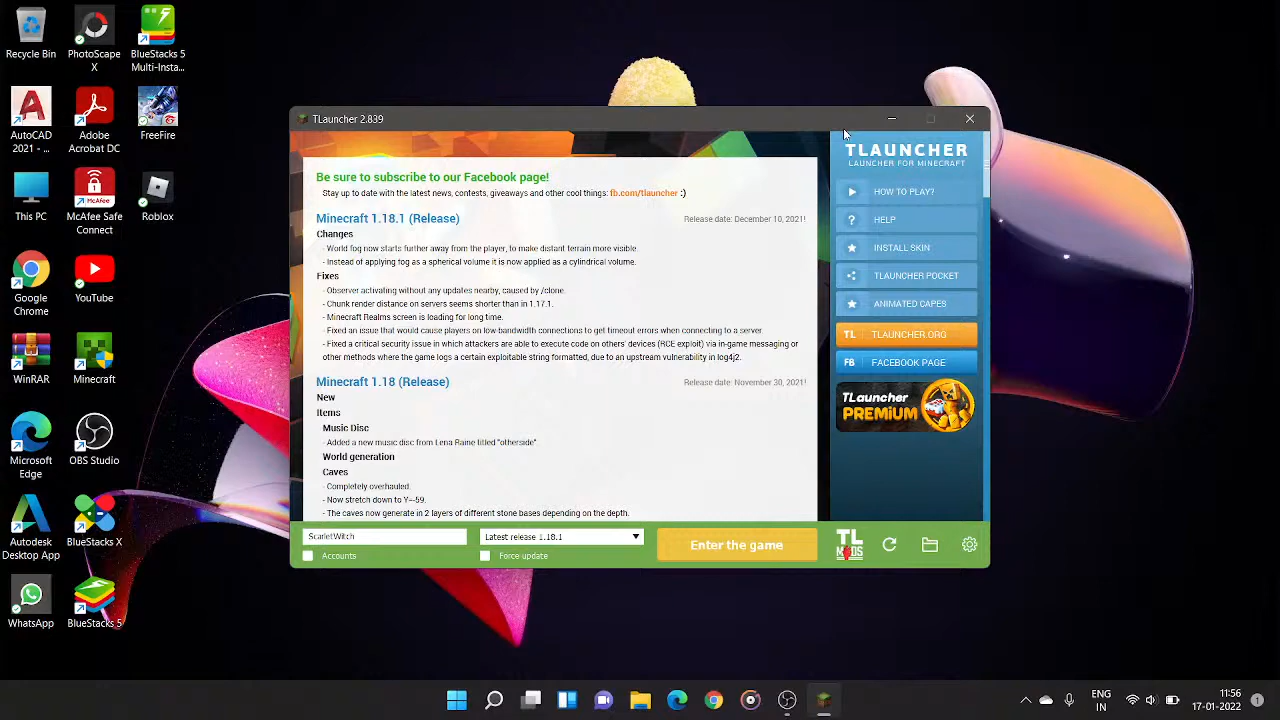 Recycle Bin
PhotoScape X
BlueStacks 5 Multi-Insta...
AutoCAD 2021 - ...
Adobe Acrobat DC
FreeFire
This PC
McAfee Safe Connect
Roblox
Google Chrome
YouTube
WinRAR
Minecraft
Microsoft Edge
OBS Studio
Autodesk Desktop App
BlueStacks X
WhatsApp
BlueStacks 5
TLauncher 2.839
Be sure to subscribe to our Facebook page!
Stay up to date with the latest news, contests, giveaways and other cool things: fb.com/tlauncher :)
Minecraft 1.18.1 (Release) Release date: December 10, 2021!
Changes
- World fog now starts further away from the player, to make distant terrain more visible.
- Instead of applying fog as a spherical volume it is now applied as a cylindrical volume.
Fixes
- Observer activating without any updates nearby, caused by /clone.
- Chunk render distance on servers seems shorter than in 1.17.1.
- Minecraft Realms screen is loading for long time.
- Fixed an issue that would cause players on low-bandwidth connections to get timeout errors when connecting to a server.
- Fixed a critical Security issue in which attackers are able to execute code on others' devices (RCE exploit) via in-game messaging or
other methods where the game logs a certain exploitable string formatted, due to an upstream vulnerability in log4j2.
Minecraft 1.18 (Release) Release date: November 30, 2021!
New
Items
Music Disc
- Added a new music disc from Lena Raine titled "otherside".
World generation
Caves
- Completely overhauled.
- Now stretch down to Y=-59.
- The caves now generate in 2 layers of different stone bases depending on the depth.
TLAUNCHER
LAUNCHER FOR MINECRAFT
HOW TO PLAY?
? HELP
INSTALL SKIN
TLAUNCHER POCKET
ANIMATED CAPES
TL TLAUNCHER.ORG
FB FACEBOOK PAGE
TLauncher
PREMIUM
ScarletWitch
Latest release 1.18.1
Enter the game
TL
MODS
Accounts
Force update
ENG
IN
11:56
17-01-2022
1